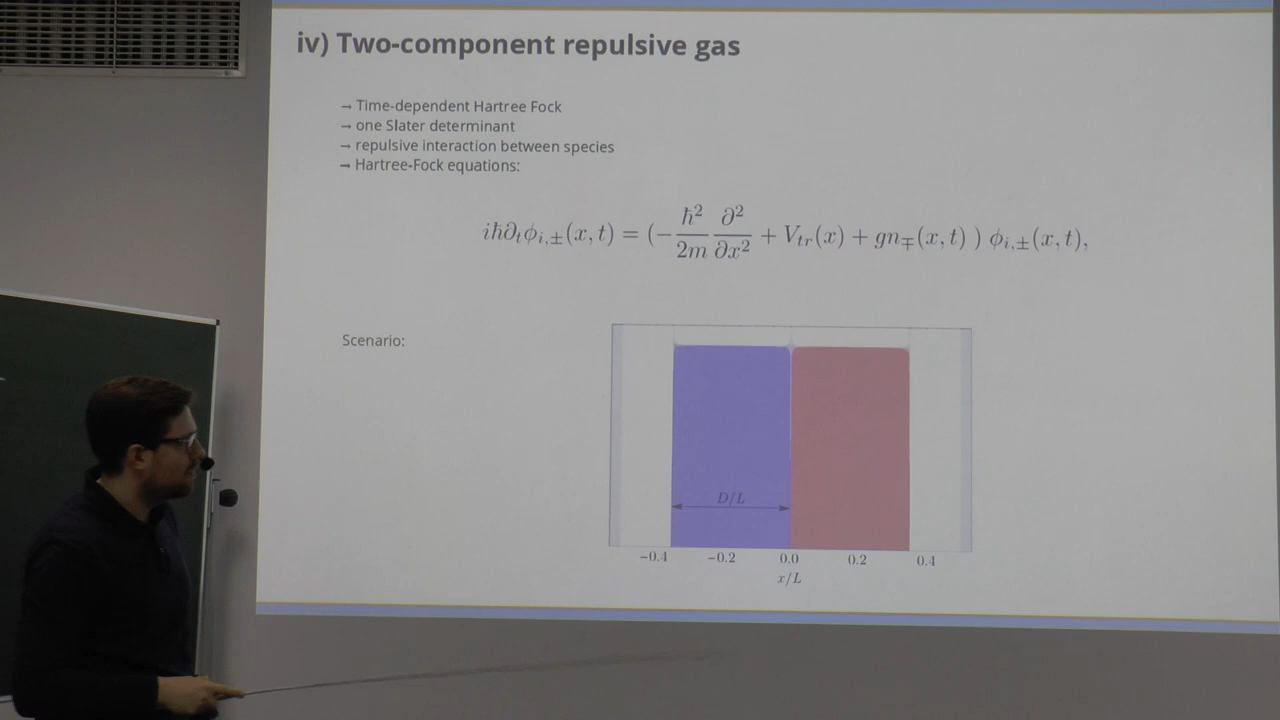 iv) Two-component repulsive gas
→ Time-dependent Hartree Fock
→ one Slater determinant
→ repulsive interaction between species
→ Hartree-Fock equations:
iħ∂ₜϕᵢ,±(x, t) = (−ħ²/2m ∂²/∂x² + Vₜᵣ(x) + gn∓(x, t) ) ϕᵢ,±(x, t),
Scenario:
D/L
−0.4 −0.2 0.0 0.2 0.4
x/L